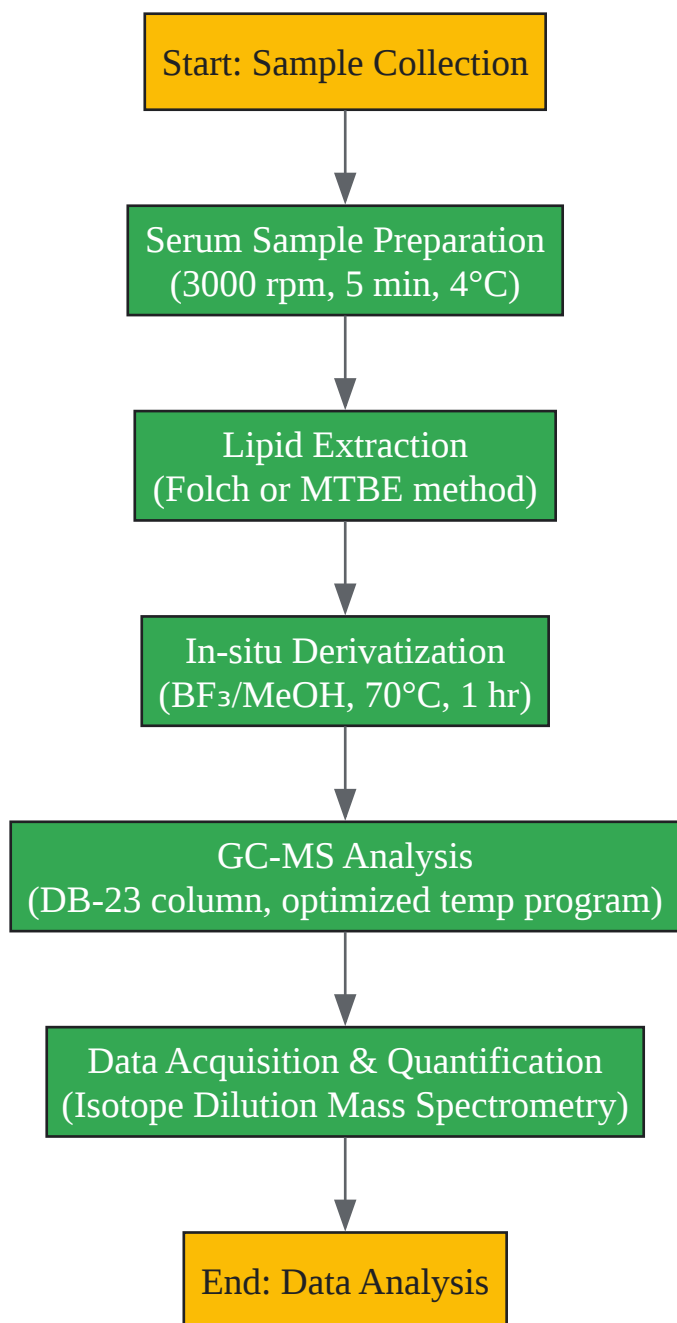 Start: Sample Collection
Serum Sample Preparation
(3000 rpm, 5 min, 4°C)
Lipid Extraction
(Folch or MTBE method)
In-situ Derivatization
(BF₃/MeOH, 70°C, 1 hr)
GC-MS Analysis
(DB-23 column, optimized temp program)
Data Acquisition & Quantification
(Isotope Dilution Mass Spectrometry)
End: Data Analysis